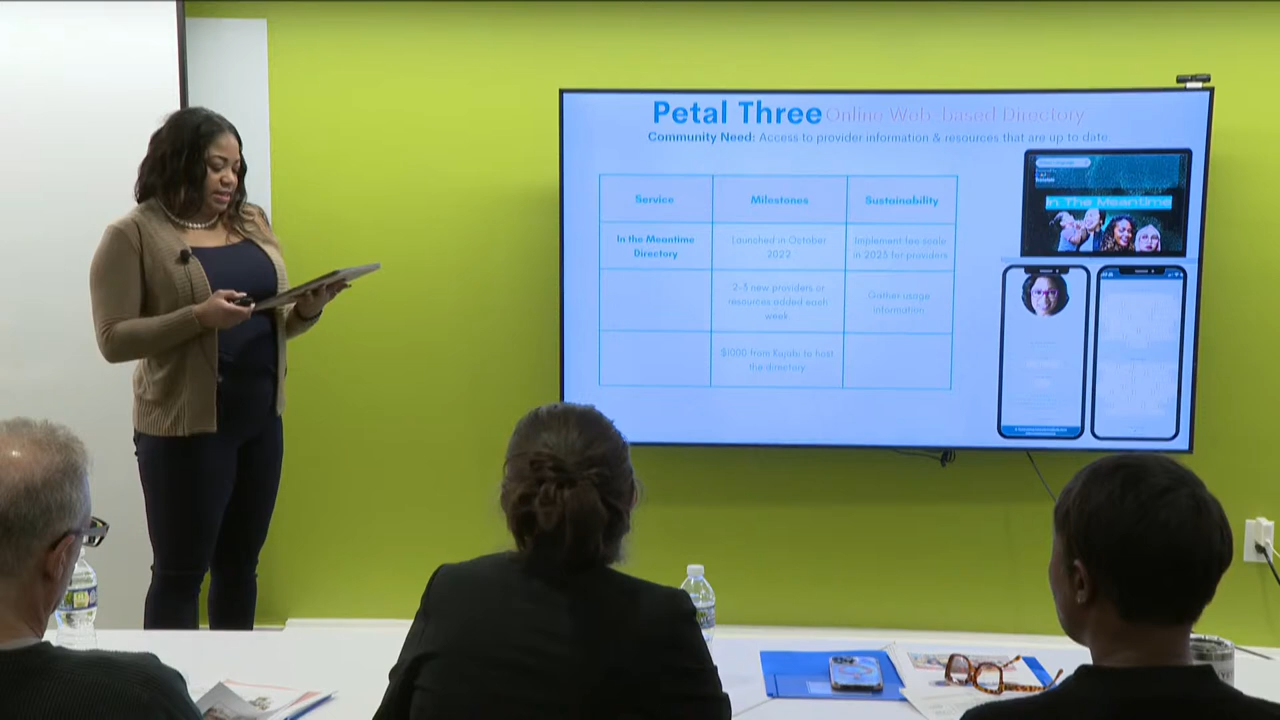 Petal Three Online Web-based Directory
Community Need: Access to provider information & resources that are up to date.
Service
Milestones
Sustainability
In the Meantime
Directory
Launched in October
2022
Implement fee scale
in 2025 for providers
2-5 new providers or
resources added each
week.
Gather usage
information
$1000 from Kajabi to host
the directory
In The Meantime